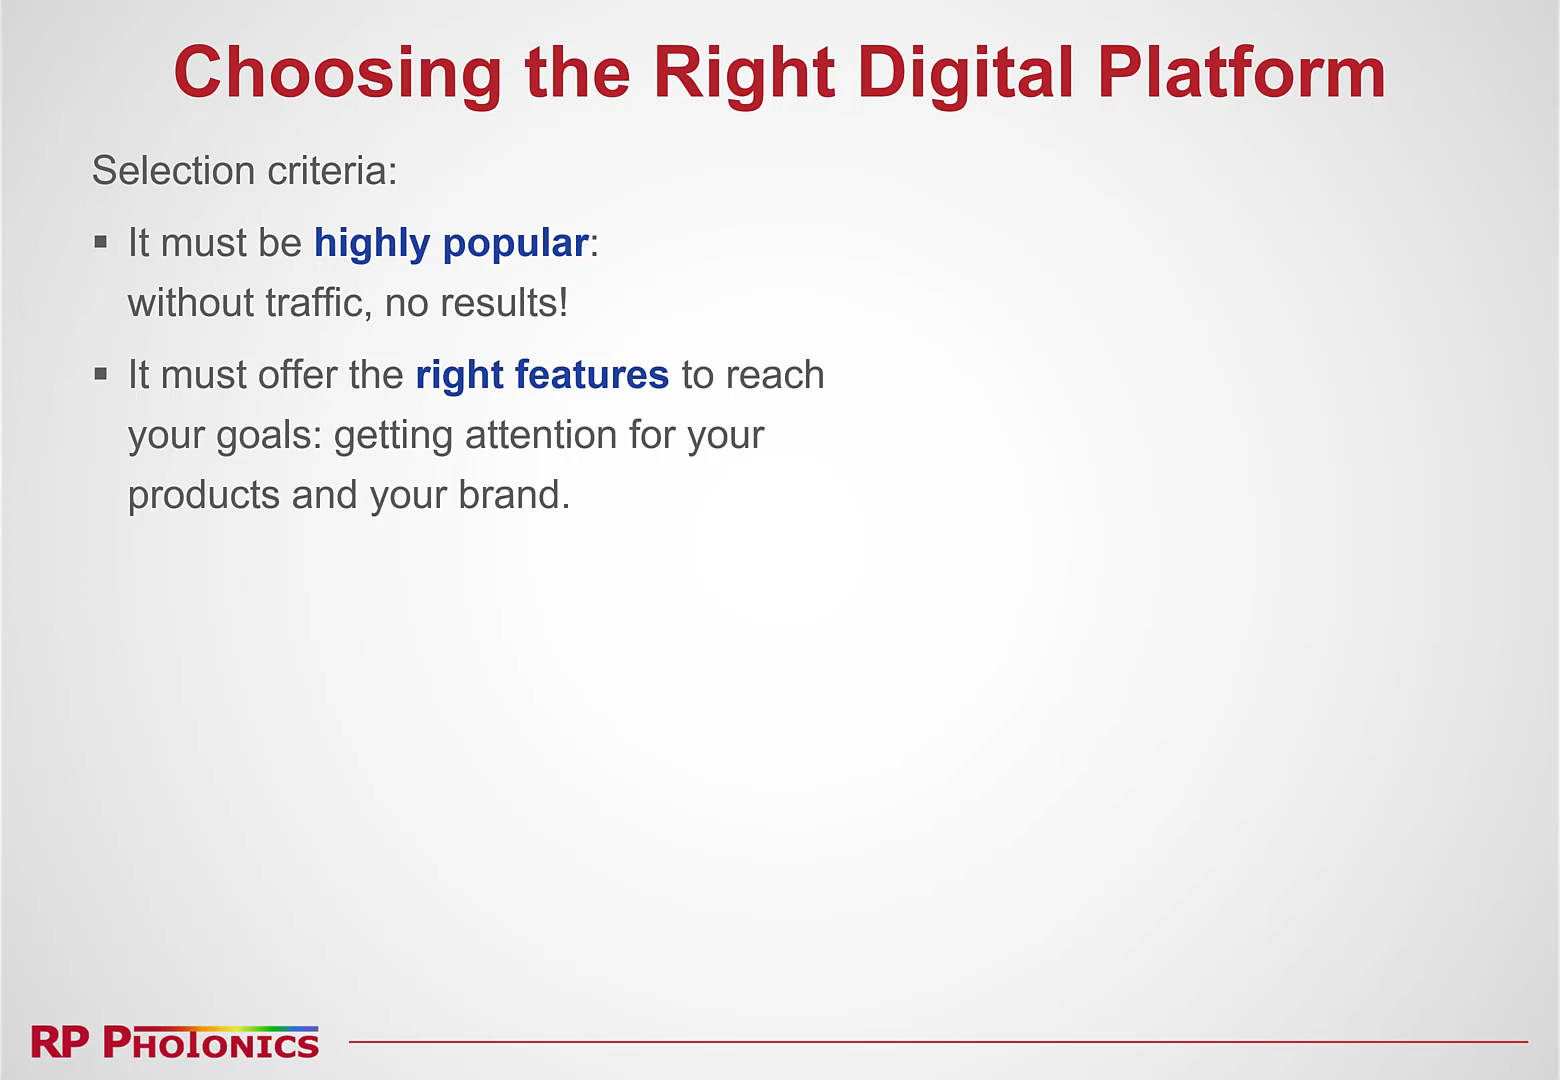 Choosing the Right Digital Platform
Selection criteria:
▪ It must be highly popular:
without traffic, no results!
▪ It must offer the right features to reach
your goals: getting attention for your
products and your brand.
RP PHOTONICS